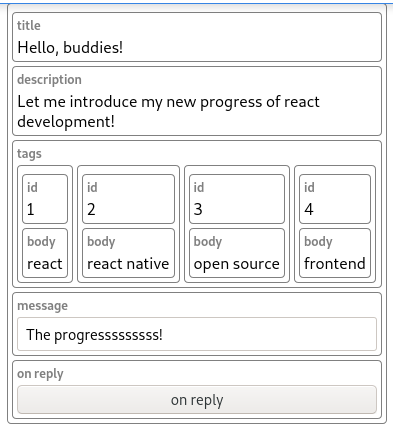 title
Hello, buddies!
description
Let me introduce my new progress of react
development!
tags
id id id id
1 2 3 4
body body body body
react react native open source frontend
message
The progresssssssss!
on reply
on reply